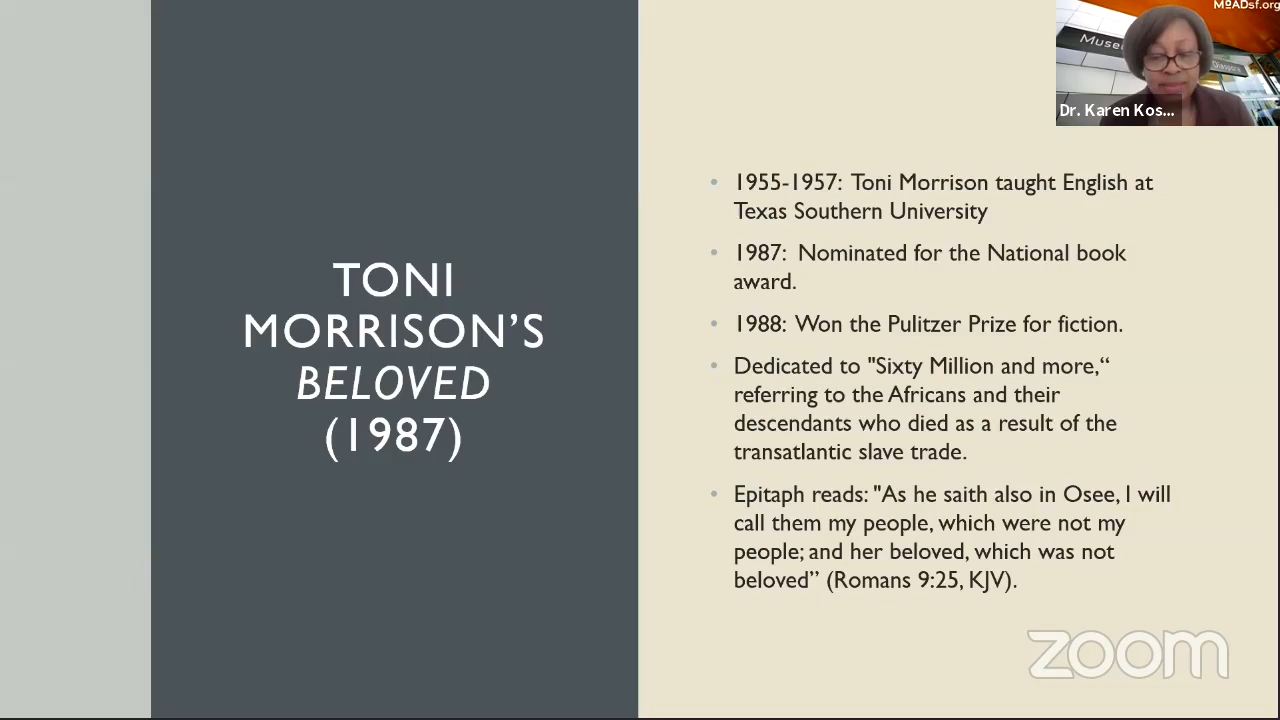 MoADsf.org
Muse
Diaspora
Dr. Karen Kos...
TONI
MORRISON’S
BELOVED
(1987)
• 1955-1957: Toni Morrison taught English at
Texas Southern University
• 1987: Nominated for the National book
award.
• 1988: Won the Pulitzer Prize for fiction.
• Dedicated to "Sixty Million and more,“
referring to the Africans and their
descendants who died as a result of the
transatlantic slave trade.
• Epitaph reads: "As he saith also in Osee, I will
call them my people, which were not my
people; and her beloved, which was not
beloved” (Romans 9:25, KJV).
zoom